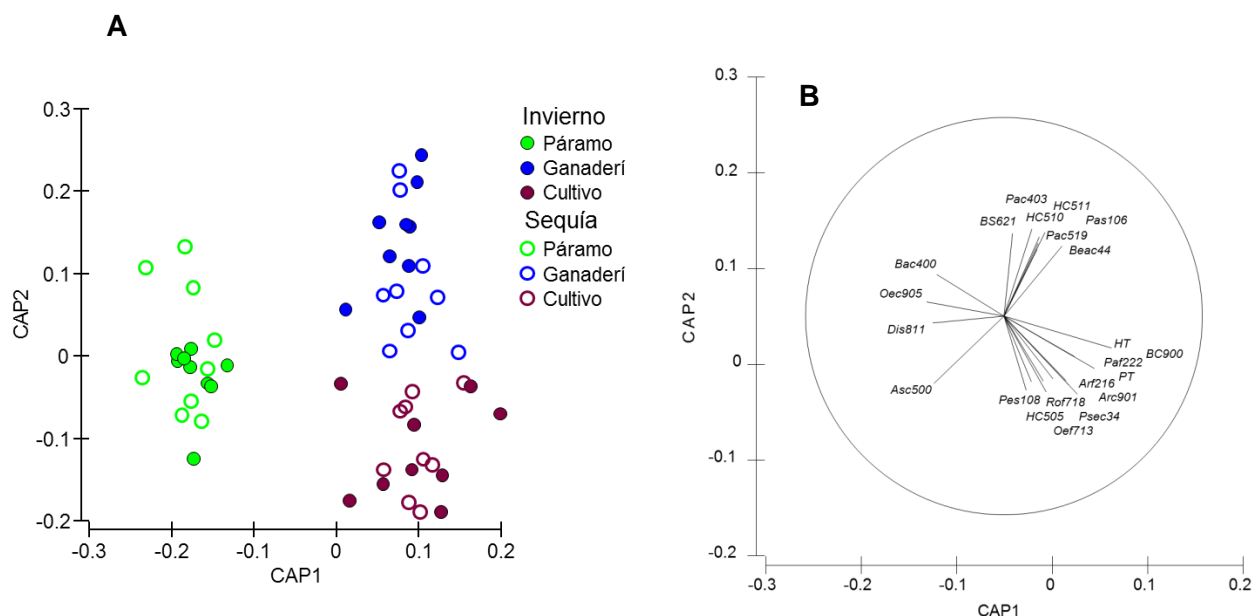 A
0.3
0.2
0.1
0
-0.1
-0.2
CAP2
-0.3
-0.2
-0.1
0
0.1
0.2
CAP1
Invierno
Páramo
Ganaderí
Cultivo
Sequía
Páramo
Ganaderí
Cultivo
B
0.3
0.2
0.1
0
-0.1
-0.2
CAP2
Pac403
HC511
BS621
HC510
Pas106
Pac519
Beac44
Bac400
Oec905
Dis811
Asc500
HT
BC900
Paf222
PT
Arf216
Arc901
Pes108
Rof718
HC505
Psec34
Oef713
-0.3
-0.2
-0.1
0
0.1
0.2
CAP1